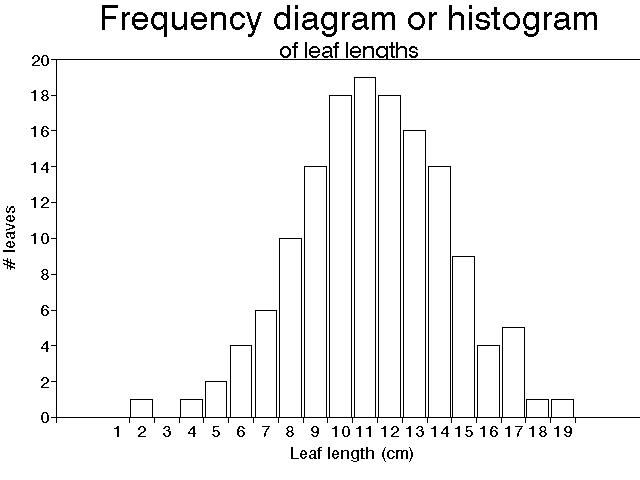 Frequency diagram or histogram
of leaf lengths
20
18
16
14
12
10
8
6
4
2
0
# leaves
1 2 3 4 5 6 7 8 9 10 11 12 13 14 15 16 17 18 19
Leaf length (cm)